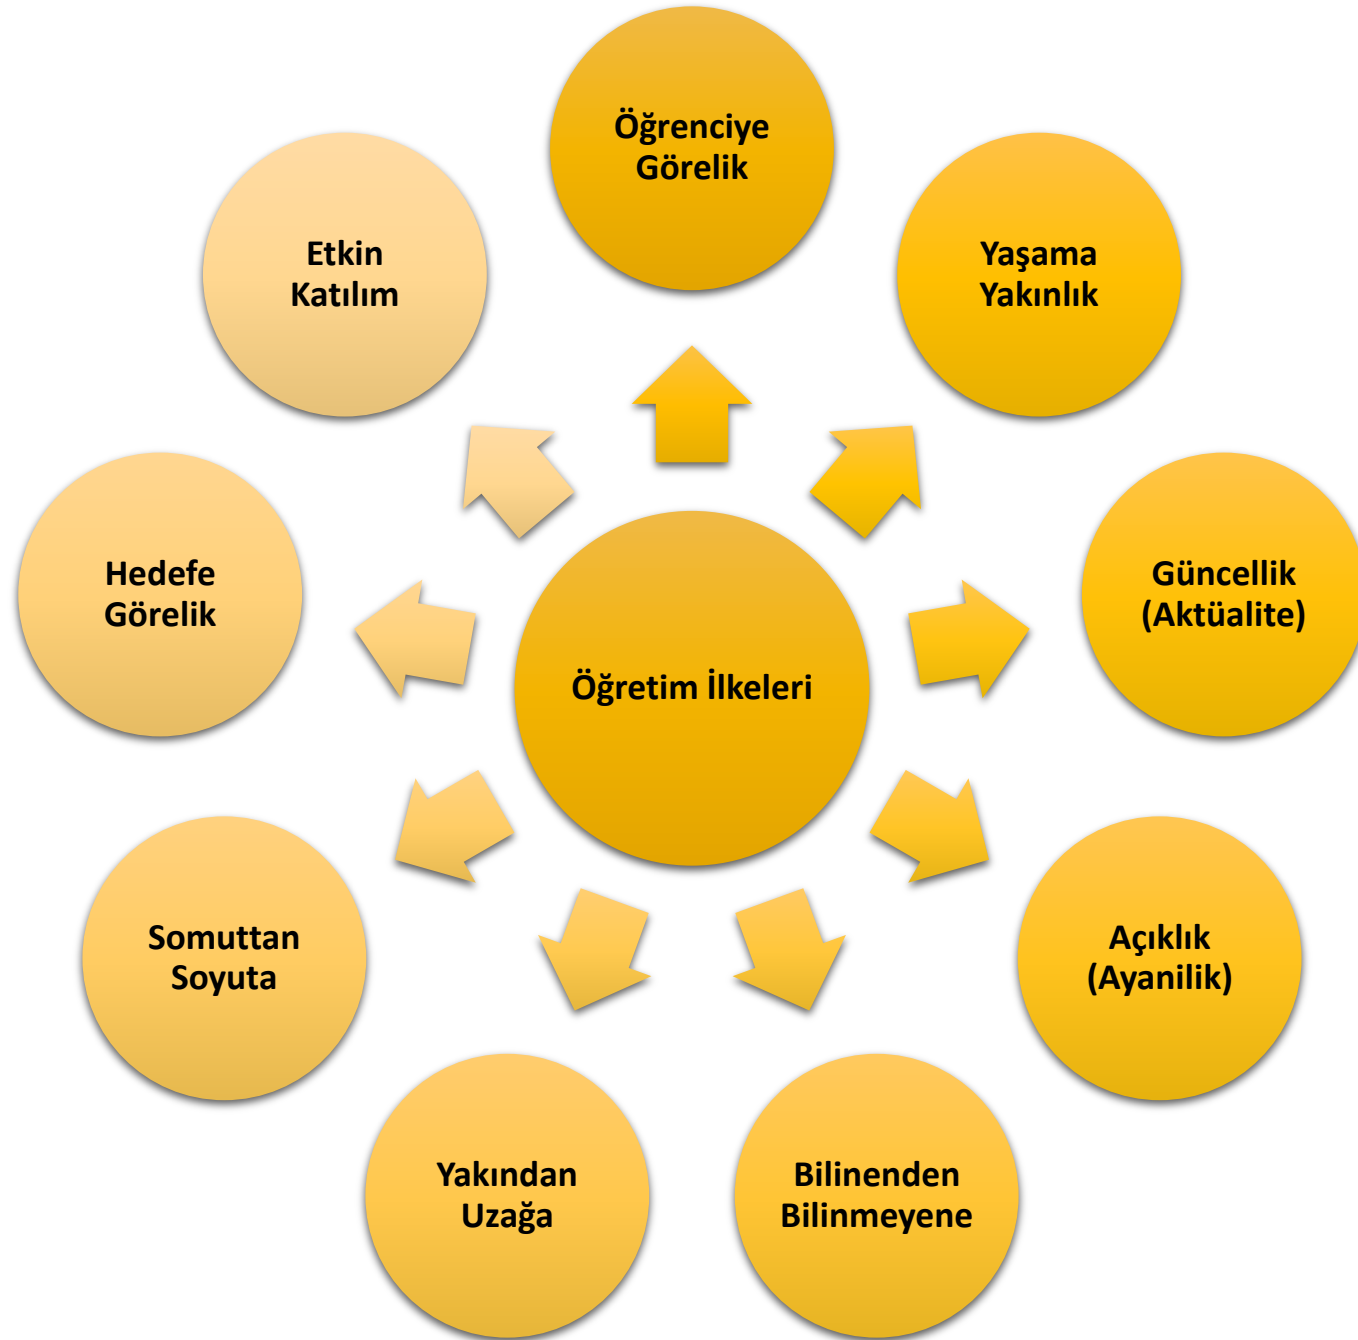 Öğrenciye
Görelik
Yaşama
Yakınlık
Güncellik
(Aktüalite)
Açıklık
(Ayanilik)
Bilinenden
Bilinmeyene
Yakından
Uzağa
Somuttan
Soyuta
Hedefe
Görelik
Etkin
Katılım
Öğretim İlkeleri